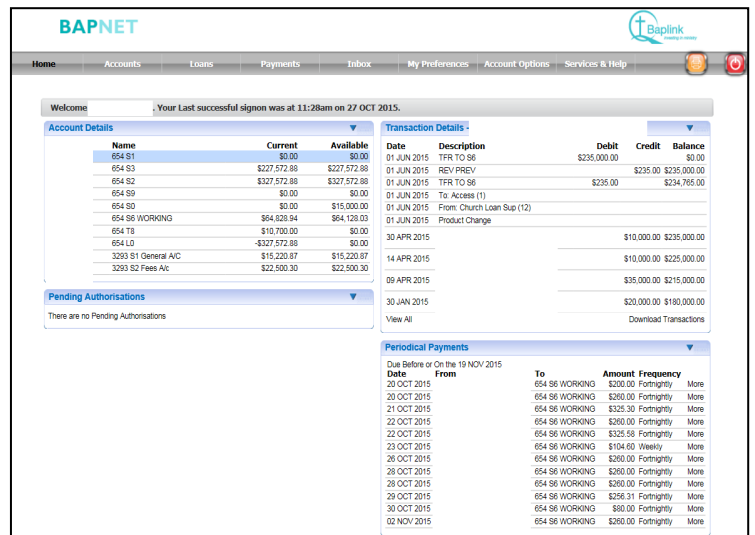 BAPNET
Baplink
investing in ministry
Home Accounts Loans Payments Inbox My Preferences Account Options Services & Help
Welcome . Your Last successful signon was at 11:28am on 27 OCT 2015.
Account Details
Name Current Available
654 S1 $0.00 $0.00
654 S3 $227,572.88 $227,572.88
654 S2 $327,572.88 $327,572.88
654 S9 $0.00 $0.00
654 S0 $0.00 $15,000.00
654 S6 WORKING $64,828.94 $64,128.03
654 T8 $10,700.00 $0.00
654 L0 -$327,572.88 $0.00
3293 S1 General A/C $15,220.87 $15,220.87
3293 S2 Fees A/c $22,500.30 $22,500.30
Pending Authorisations
There are no Pending Authorisations
Transaction Details -
Date Description Debit Credit Balance
01 JUN 2015 TFR TO S6 $235,000.00 $0.00
01 JUN 2015 REV PREV $235.00 $235,000.00
01 JUN 2015 TFR TO S6 $235.00 $234,765.00
01 JUN 2015 To: Access (1)
01 JUN 2015 From: Church Loan Sup (12)
01 JUN 2015 Product Change
30 APR 2015 $10,000.00 $235,000.00
14 APR 2015 $10,000.00 $225,000.00
09 APR 2015 $35,000.00 $215,000.00
30 JAN 2015 $20,000.00 $180,000.00
View All Download Transactions
Periodical Payments
Due Before or On the 19 NOV 2015
Date From To Amount Frequency
20 OCT 2015 654 S6 WORKING $200.00 Fortnightly More
20 OCT 2015 654 S6 WORKING $260.00 Fortnightly More
21 OCT 2015 654 S6 WORKING $325.30 Fortnightly More
22 OCT 2015 654 S6 WORKING $260.00 Fortnightly More
22 OCT 2015 654 S6 WORKING $325.58 Fortnightly More
23 OCT 2015 654 S6 WORKING $104.60 Weekly More
26 OCT 2015 654 S6 WORKING $260.00 Fortnightly More
28 OCT 2015 654 S6 WORKING $260.00 Fortnightly More
28 OCT 2015 654 S6 WORKING $260.00 Fortnightly More
29 OCT 2015 654 S6 WORKING $256.31 Fortnightly More
30 OCT 2015 654 S6 WORKING $80.00 Fortnightly More
02 NOV 2015 654 S6 WORKING $260.00 Fortnightly More